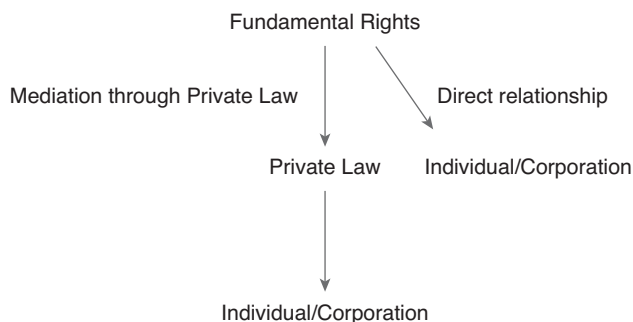 Fundamental Rights
Mediation through Private Law
Direct relationship
Private Law
Individual/Corporation
Individual/Corporation